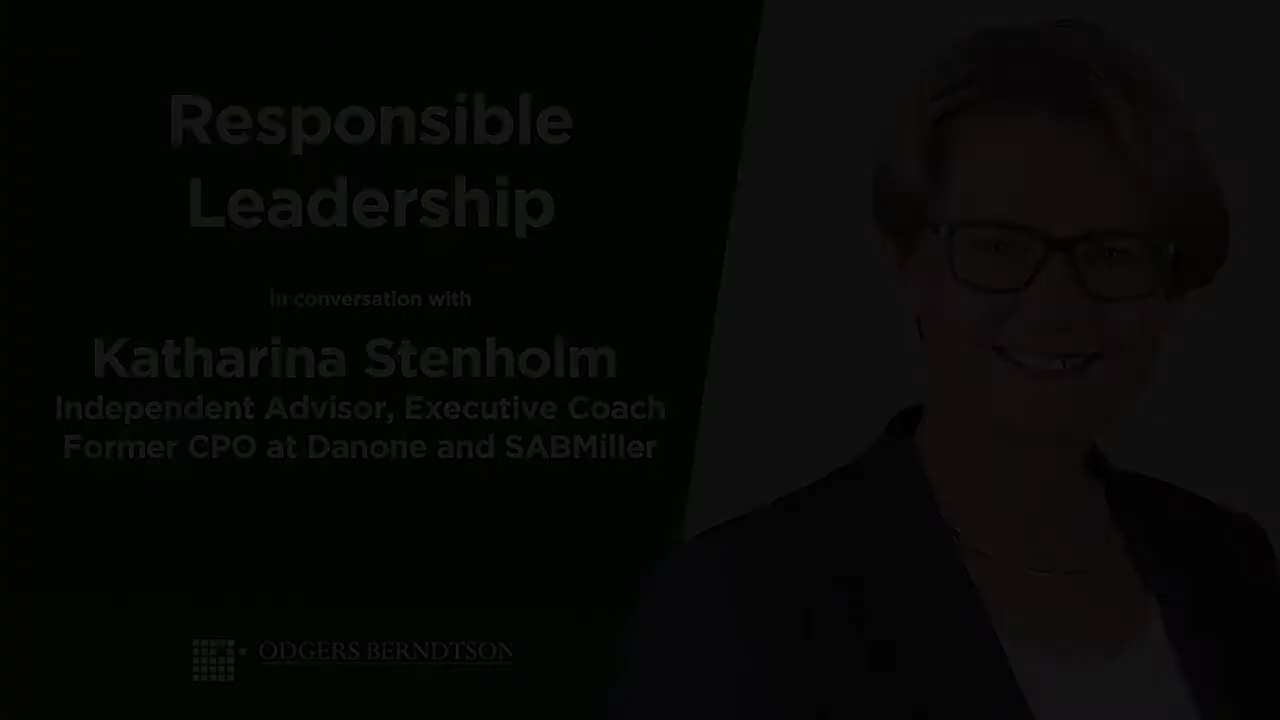 Responsible
Leadership
in conversation with
Katharina Stenholm
Independent Advisor, Executive Coach
Former CPO at Danone and SABMiller
ODGERS BERNDTSON